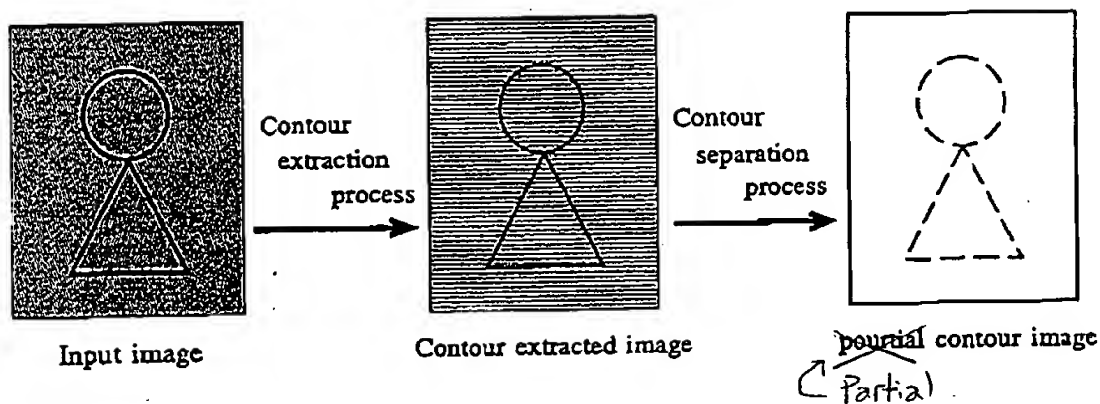 Contour
extraction
process
Contour
separation
process
Input image
Contour extracted image
pourtial contour image
Partial